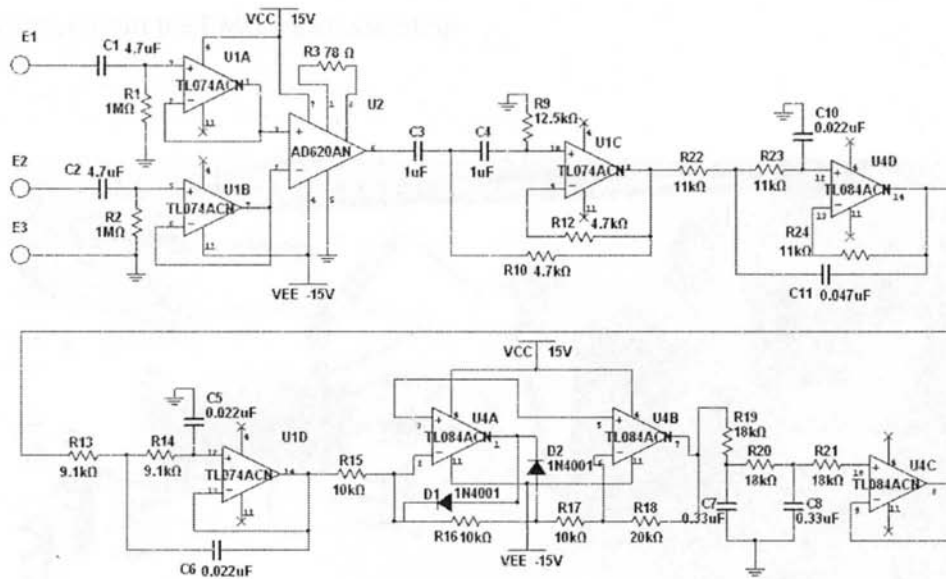 VCC 15V
E1
C1 4.7uF
U1A
TL074ACN
R1
1MΩ
R3 78 Ω
U2
AD620AN
E2
C2 4.7uF
U1B
TL074ACN
R2
1MΩ
E3
VEE -15V
C3
1uF
C4
1uF
R9
12.5kΩ
U1C
TL074ACN
R12 4.7kΩ
R10 4.7kΩ
R22
11kΩ
R23
11kΩ
C10
0.022uF
U4D
TL084ACN
R24
11kΩ
C11 0.047uF
VCC 15V
C5
0.022uF
R13
9.1kΩ
R14
9.1kΩ
U1D
TL074ACN
C6
0.022uF
R15
10kΩ
U4A
TL084ACN
D1 1N4001
D2
1N4001
R16 10kΩ
R17
10kΩ
R18
20kΩ
VEE -15V
U4B
TL084ACN
R19
18kΩ
R20
18kΩ
R21
18kΩ
C7
0.33uF
C8
0.33uF
U4C
TL084ACN